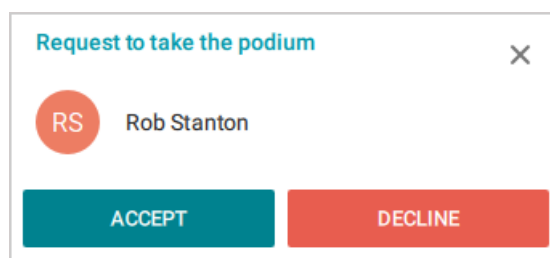 Request to take the podium
RS
Rob Stanton
ACCEPT
DECLINE